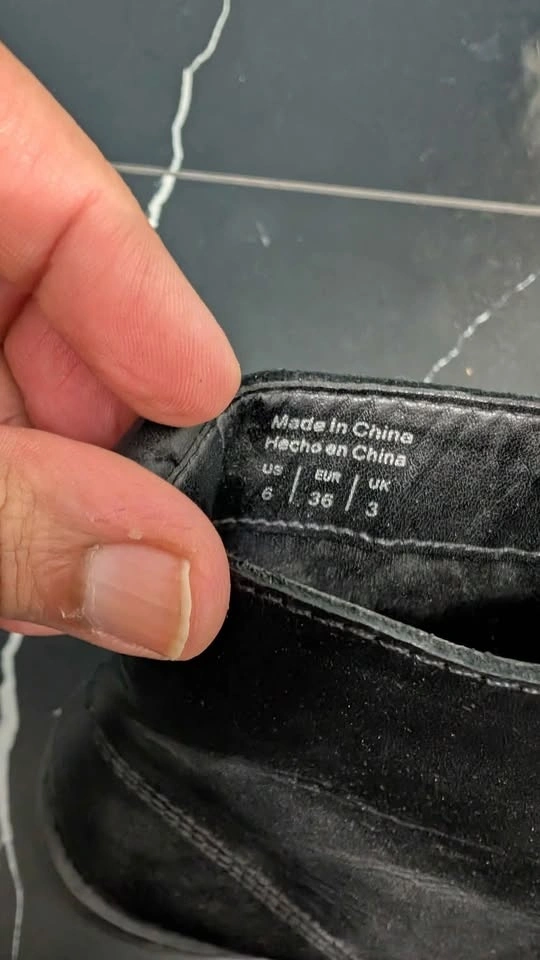 Made In China
Hecho en China
US | EUR | UK
6 | 36 | 3